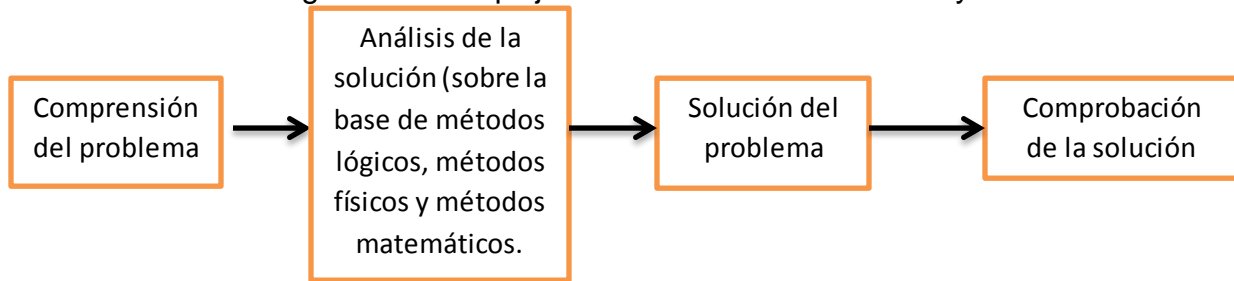 Comprensión
del problema
Análisis de la
solución (sobre la
base de métodos
lógicos, métodos
físicos y métodos
matemáticos.
Solución del
problema
Comprobación
de la solución